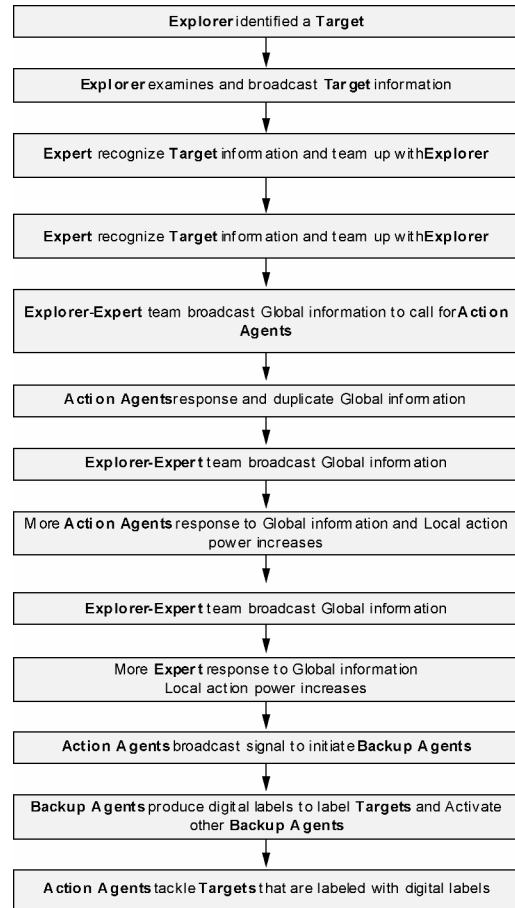 Explorer identified a Target
Explorer examines and broadcast Target information
Expert recognize Target information and team up with Explorer
Expert recognize Target information and team up with Explorer
Explorer-Expert team broadcast Global information to call for Action
Agents
Action Agents response and duplicate Global information
Explorer-Expert team broadcast Global information
More Action Agents response to Global information and Local action
power increases
Explorer-Expert team broadcast Global information
More Expert response to Global information
Local action power increases
Action Agents broadcast signal to initiate Backup Agents
Backup Agents produce digital labels to label Targets and Activate
other Backup Agents
Action Agents tackle Targets that are labeled with digital labels